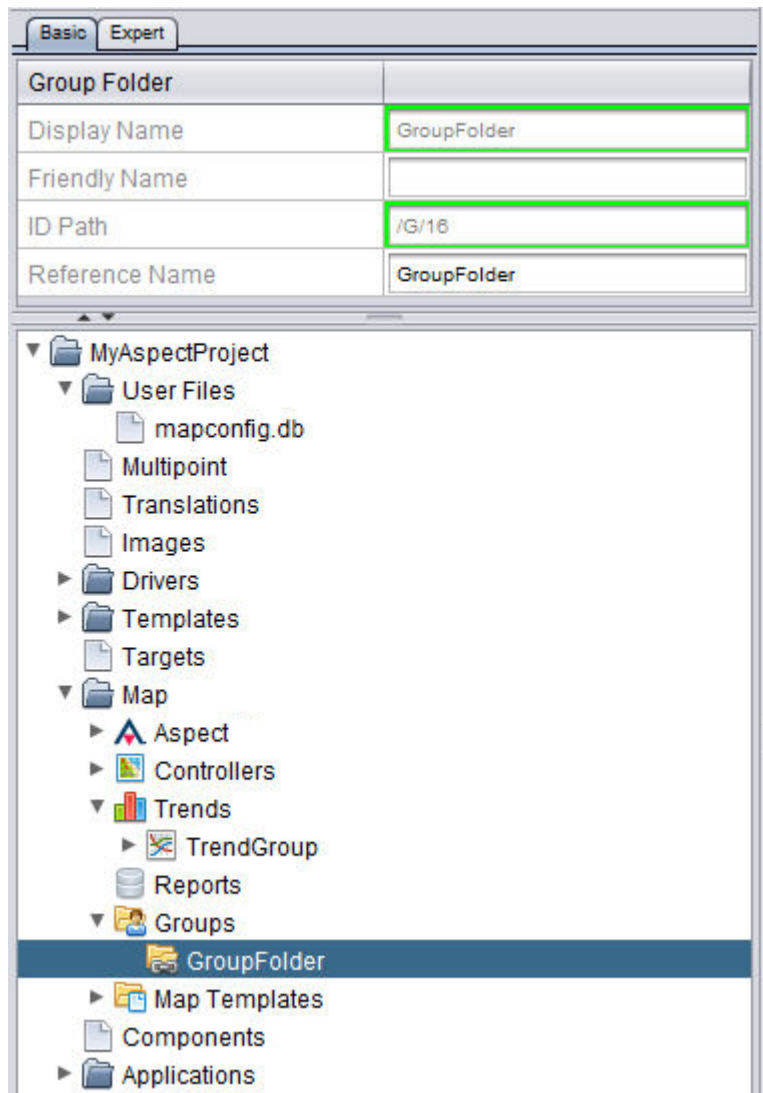 Basic Expert
Group Folder
Display Name GroupFolder
Friendly Name
ID Path /G/16
Reference Name GroupFolder
MyAspectProject
User Files
mapconfig.db
Multipoint
Translations
Images
Drivers
Templates
Targets
Map
Aspect
Controllers
Trends
TrendGroup
Reports
Groups
GroupFolder
Map Templates
Components
Applications